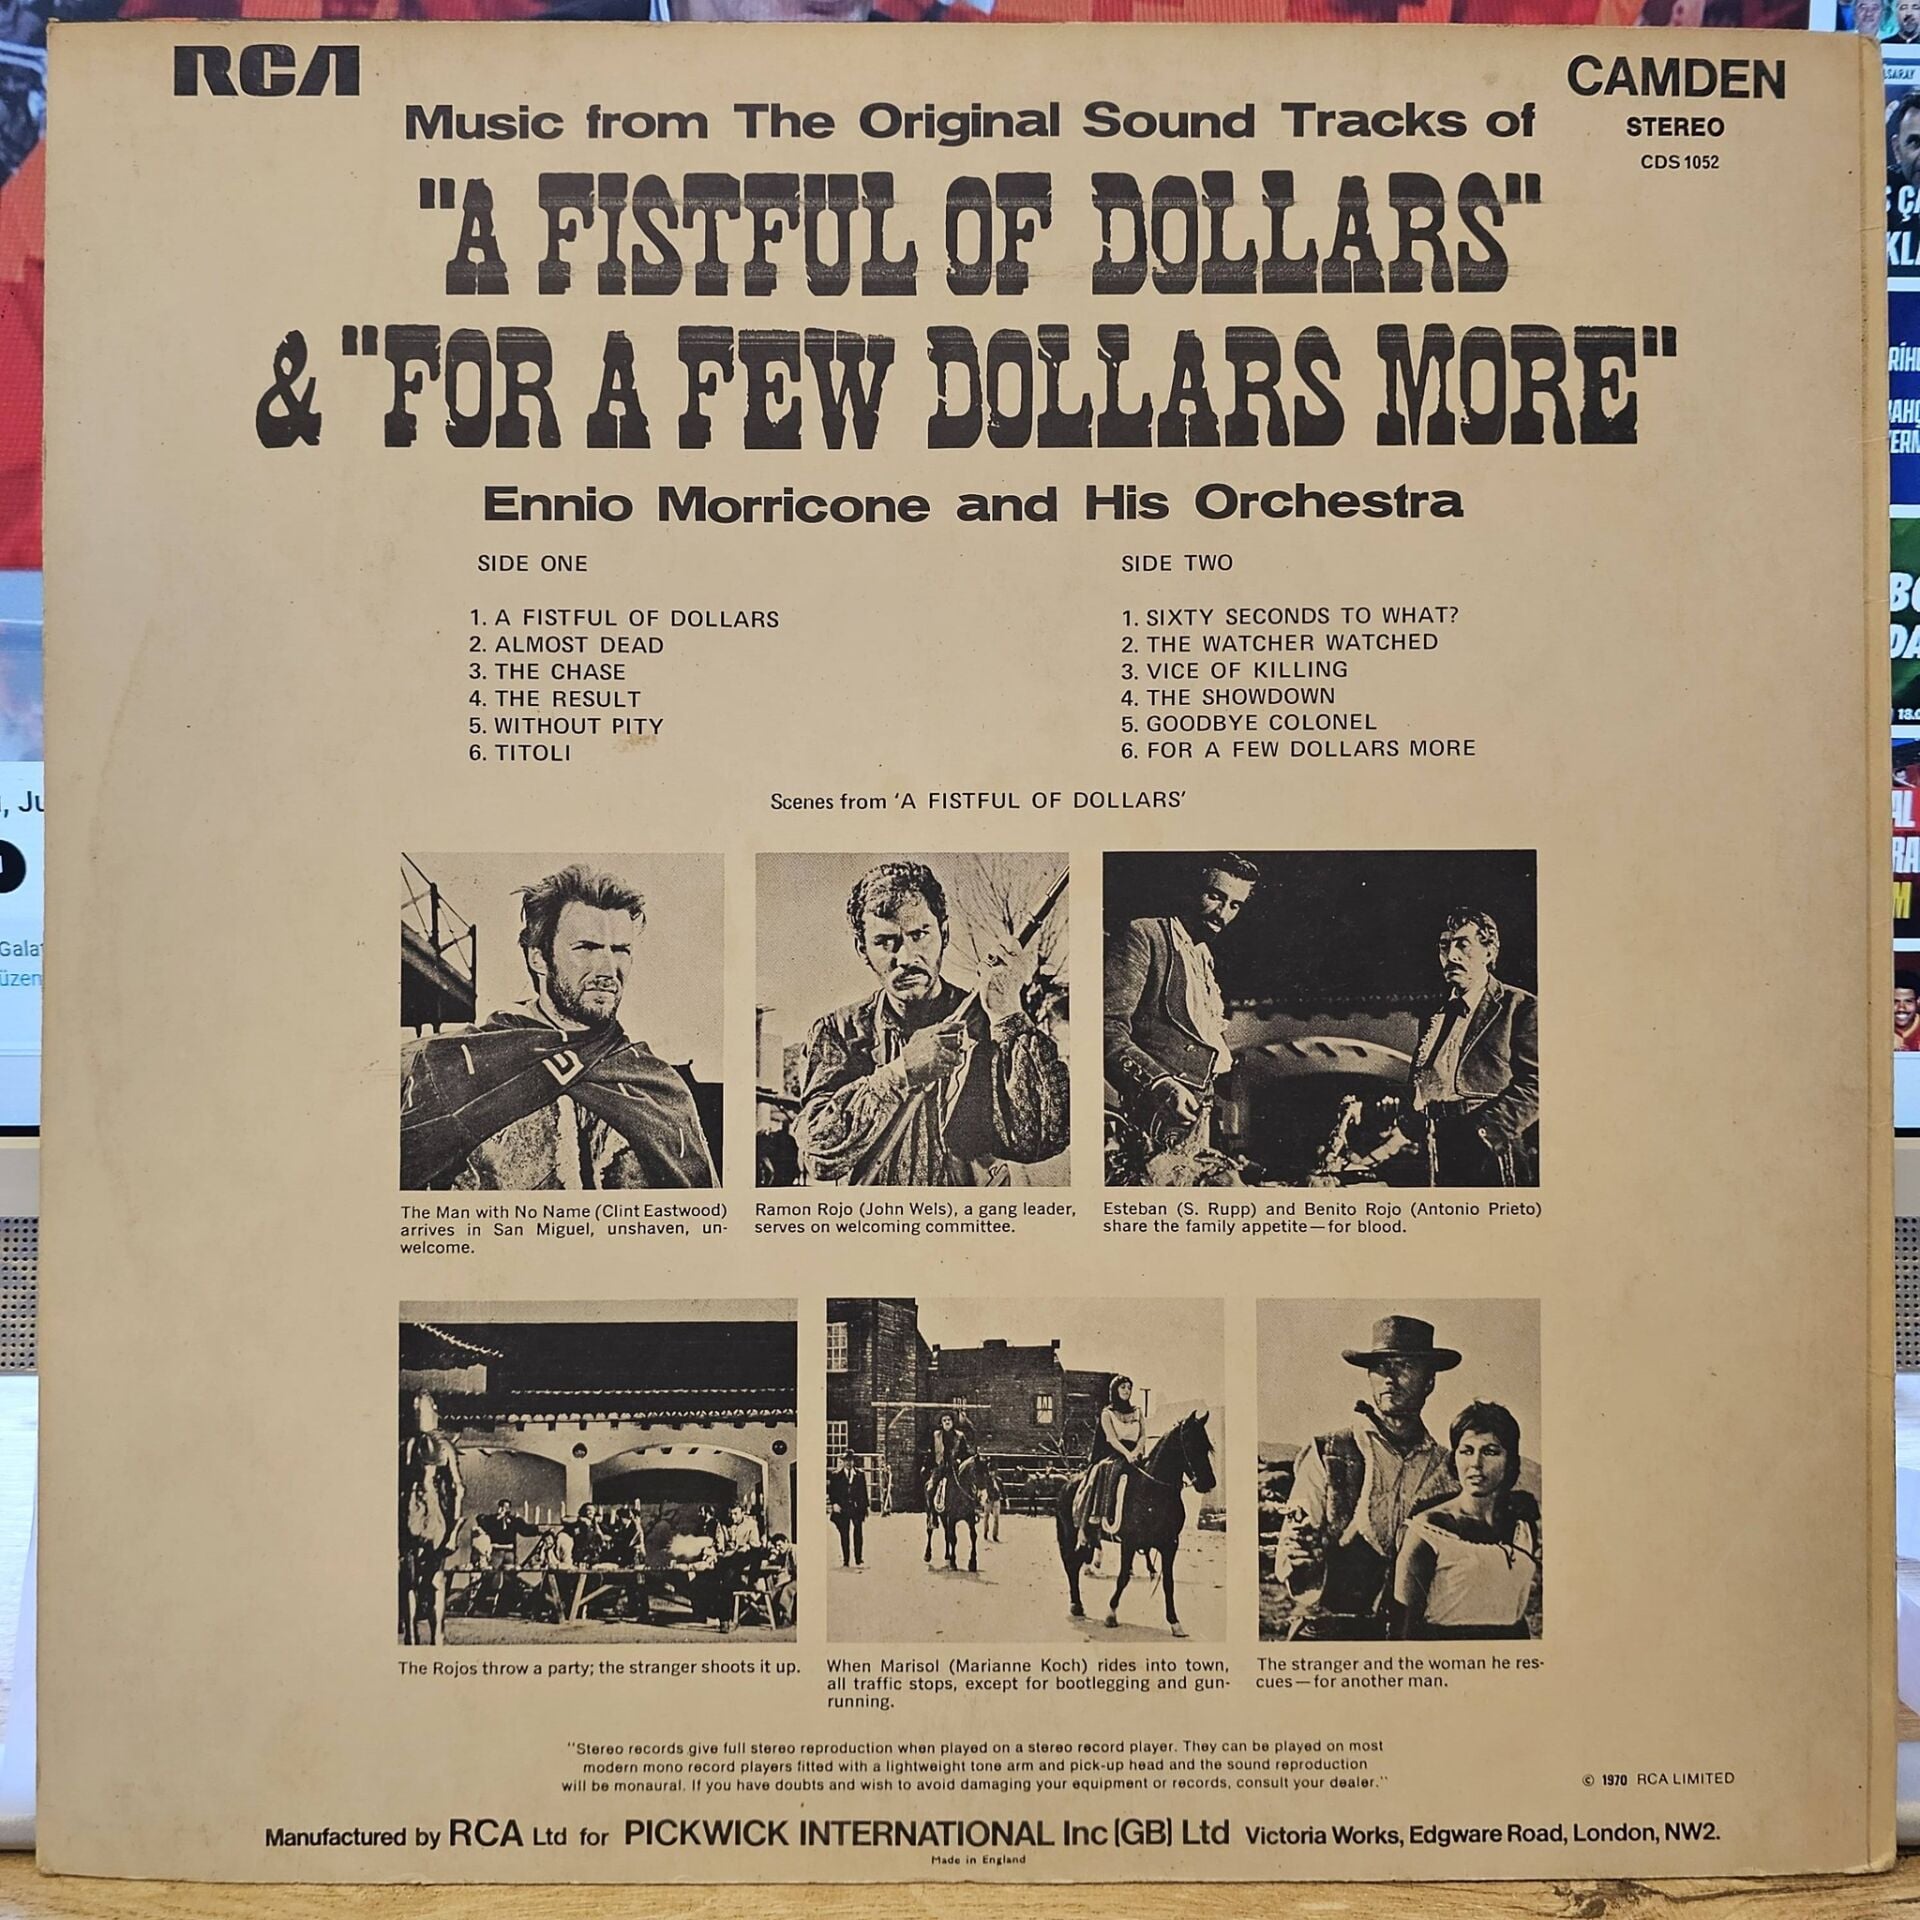 RCA
CAMDEN
STEREO
CDS 1052
Music from The Original Sound Tracks of
"A FISTFUL OF DOLLARS"
& "FOR A FEW DOLLARS MORE"
Ennio Morricone and His Orchestra
SIDE ONE
1. A FISTFUL OF DOLLARS
2. ALMOST DEAD
3. THE CHASE
4. THE RESULT
5. WITHOUT PITY
6. TITOLI
SIDE TWO
1. SIXTY SECONDS TO WHAT?
2. THE WATCHER WATCHED
3. VICE OF KILLING
4. THE SHOWDOWN
5. GOODBYE COLONEL
6. FOR A FEW DOLLARS MORE
Scenes from 'A FISTFUL OF DOLLARS'
The Man with No Name (Clint Eastwood)
arrives in San Miguel, unshaven, un-
welcome.
Ramon Rojo (John Wels), a gang leader,
serves on welcoming committee.
Esteban (S. Rupp) and Benito Rojo (Antonio Prieto)
share the family appetite—for blood.
The Rojos throw a party; the stranger shoots it up.
When Marisol (Marianne Koch) rides into town,
all traffic stops, except for bootlegging and gun-
running.
The stranger and the woman he res-
cues—for another man.
"Stereo records give full stereo reproduction when played on a stereo record player. They can be played on most
modern mono record players fitted with a lightweight tone arm and pick-up head and the sound reproduction
will be monaural. If you have doubts and wish to avoid damaging your equipment or records, consult your dealer."
© 1970 RCA LIMITED
Manufactured by RCA Ltd for PICKWICK INTERNATIONAL Inc (GB) Ltd Victoria Works, Edgware Road, London, NW2.
Made in England